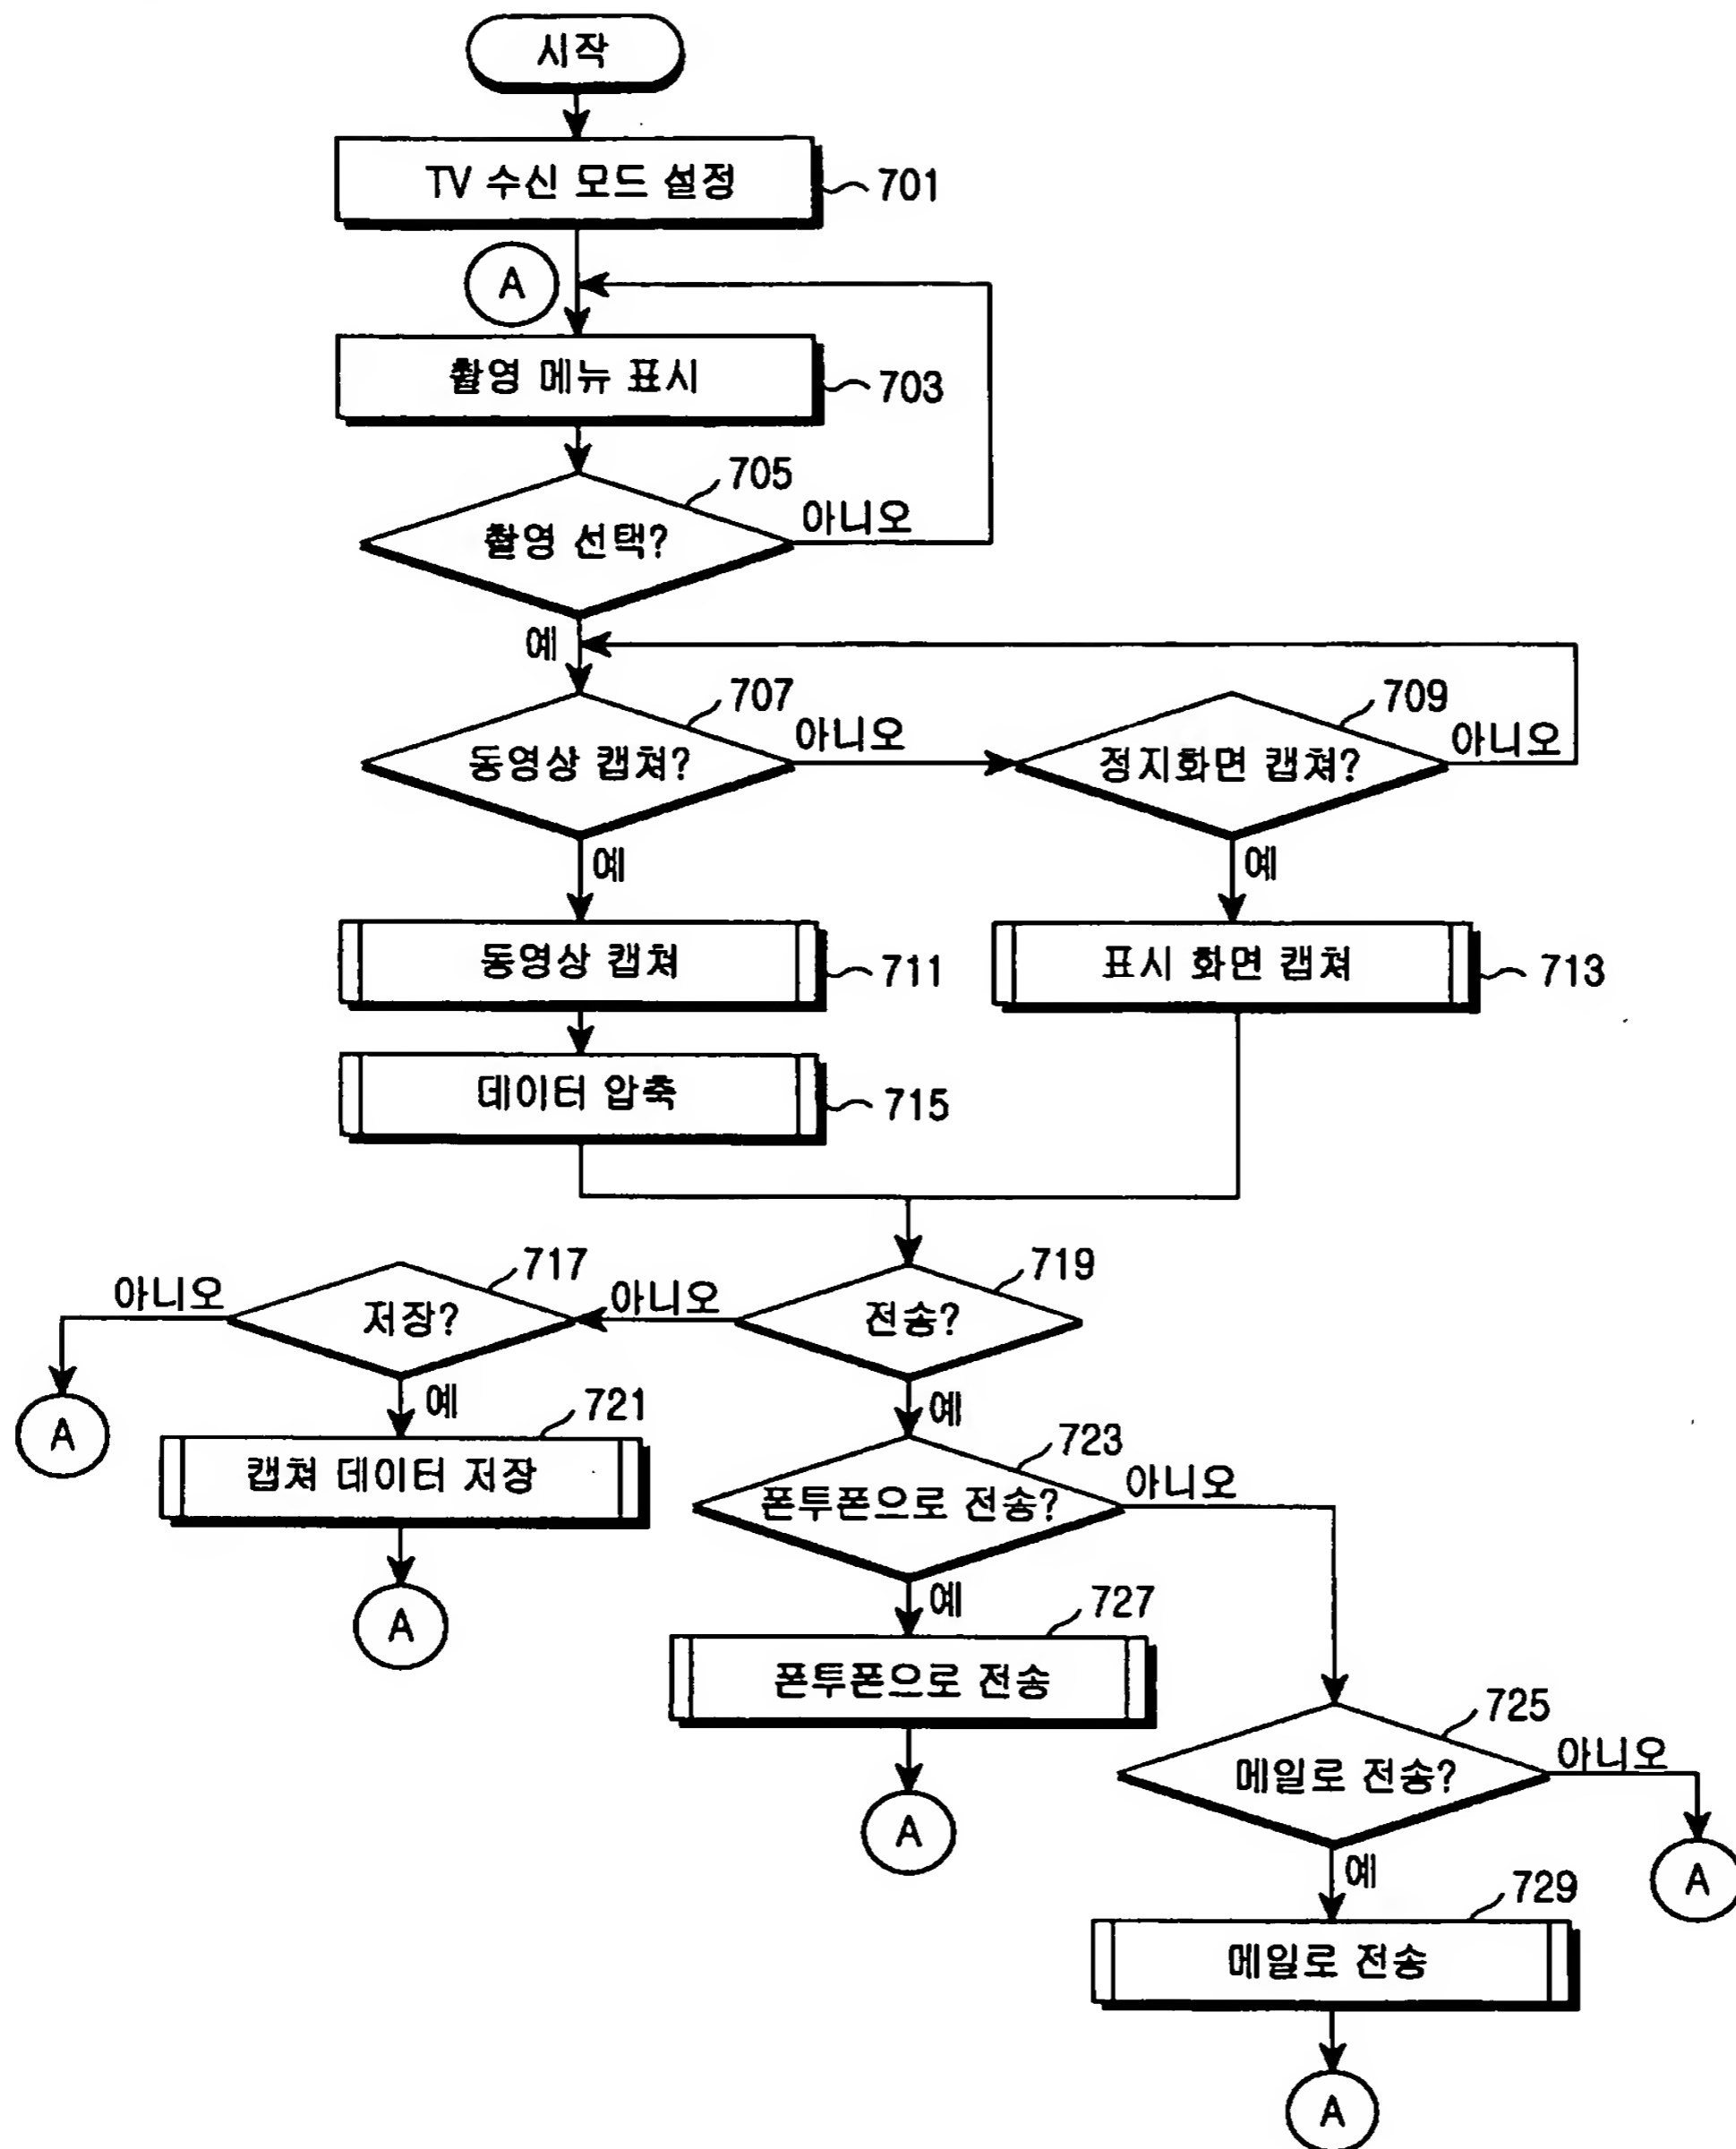 시작
TV 수신 모드 설정
701
A
촬영 메뉴 표시
703
705
촬영 선택?
아니오
예
707
동영상 캡쳐?
아니오
709
정지화면 캡쳐?
아니오
예
예
동영상 캡쳐
711
표시 화면 캡쳐
713
데이터 압축
715
717
719
아니오
저장?
아니오
전송?
A
예
721
예
723
캡쳐 데이터 저장
폰투폰으로 전송?
아니오
A
예
727
폰투폰으로 전송
725
메일로 전송?
아니오
A
예
A
729
메일로 전송
A